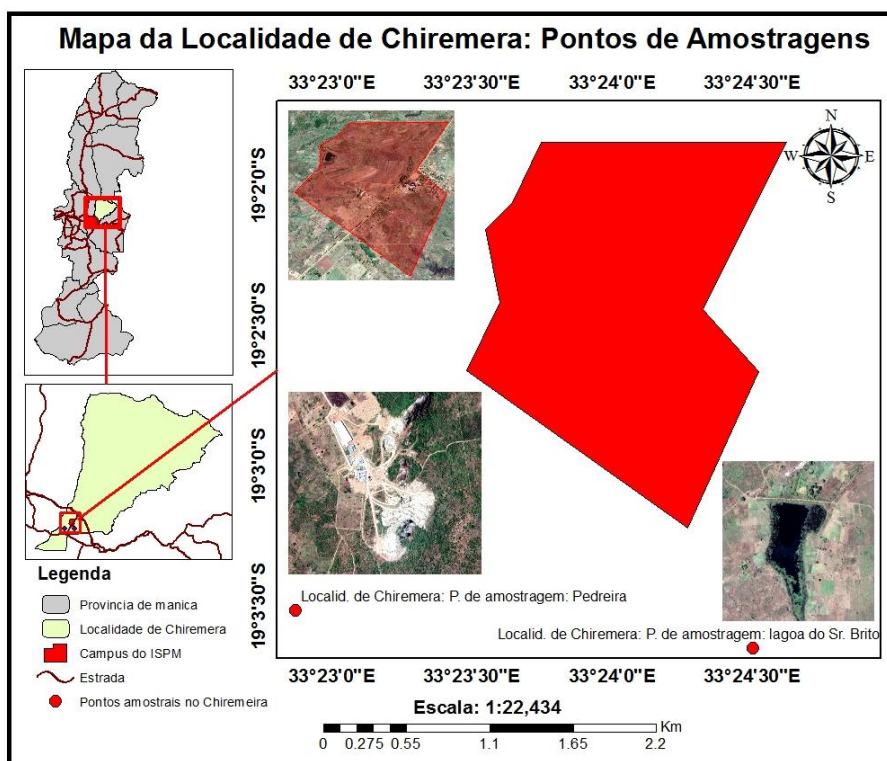 Mapa da Localidade de Chiremera: Pontos de Amostragens
33°23'0"E 33°23'30"E 33°24'0"E 33°24'30"E
N
W E
S
19°2'0"S
19°2'30"S
19°3'0"S
19°3'30"S
Localid. de Chiremera: P. de amostragem: Pedreira
Localid. de Chiremera: P. de amostragem: lagoa do Sr. Brito
33°23'0"E 33°23'30"E 33°24'0"E 33°24'30"E
Legenda
Provincia de manica
Localidade de Chiremera
Campus do ISPM
Estrada
Pontos amostrais no Chiremeira
Escala: 1:22,434
Km
0 0.275 0.55 1.1 1.65 2.2